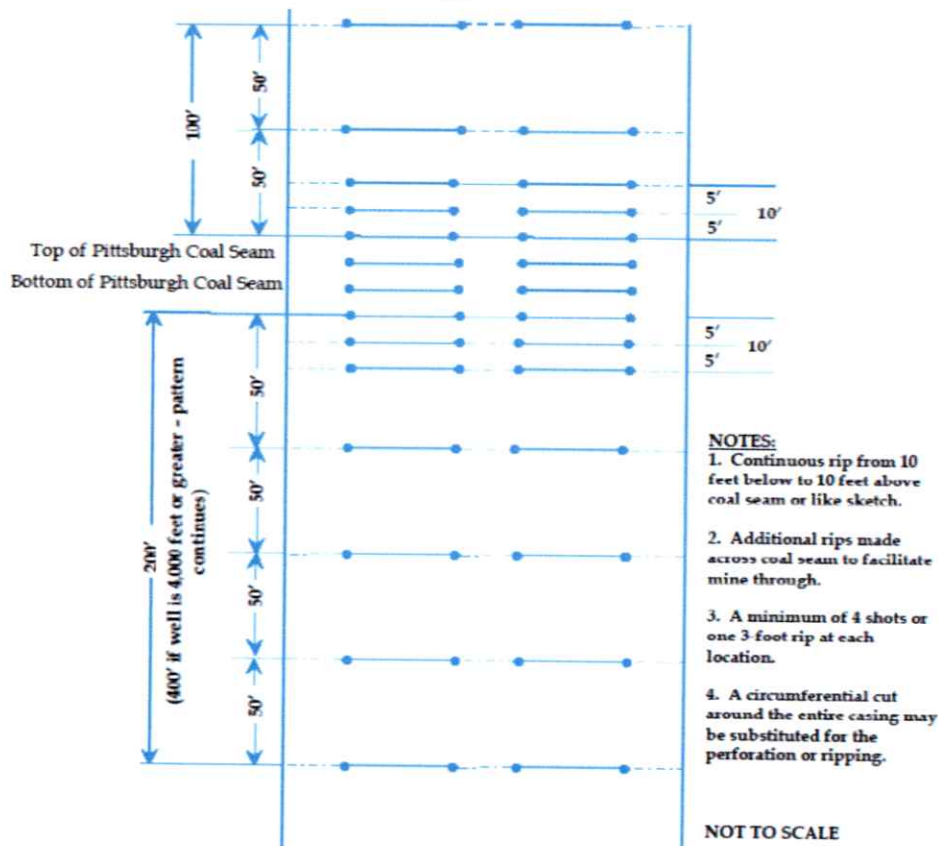 100'
50'
50'
5'
10'
5'
Top of Pittsburgh Coal Seam
Bottom of Pittsburgh Coal Seam
5'
10'
5'
200'
(400' if well is 4,000 feet or greater - pattern
continues)
50'
50'
50'
50'
NOTES:
1. Continuous rip from 10
feet below to 10 feet above
coal seam or like sketch.
2. Additional rips made
across coal seam to facilitate
mine through.
3. A minimum of 4 shots or
one 3-foot rip at each
location.
4. A circumferential cut
around the entire casing may
be substituted for the
perforation or ripping.
NOT TO SCALE